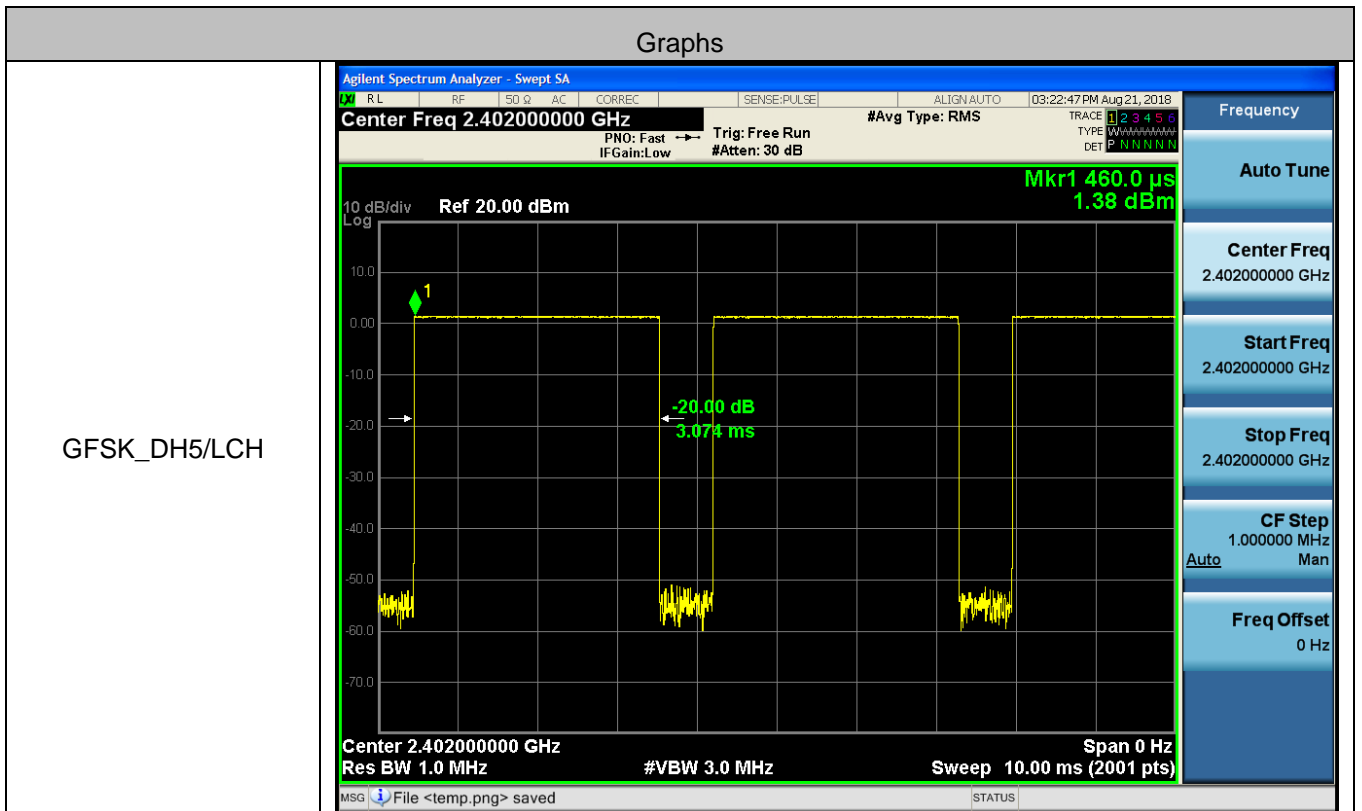 Graphs
GFSK_DH5/LCH
Agilent Spectrum Analyzer - Swept SA
LXI RL RF 50 Ω AC CORREC SENSE:PULSE ALIGN AUTO 03:22:47 PM Aug 21, 2018
Center Freq 2.402000000 GHz #Avg Type: RMS TRACE 1 2 3 4 5 6
PNO: Fast Trig: Free Run TYPE WWWWWW
IFGain:Low #Atten: 30 dB DET P N N N N N
Mkr1 460.0 µs
10 dB/div Ref 20.00 dBm 1.38 dBm
Log
10.0
1
0.00
-10.0
-20.00 dB
-20.0
3.074 ms
-30.0
-40.0
-50.0
-60.0
-70.0
Center 2.402000000 GHz Span 0 Hz
Res BW 1.0 MHz #VBW 3.0 MHz Sweep 10.00 ms (2001 pts)
MSG File <temp.png> saved STATUS
Frequency
Auto Tune
Center Freq
2.402000000 GHz
Start Freq
2.402000000 GHz
Stop Freq
2.402000000 GHz
CF Step
1.000000 MHz
Auto Man
Freq Offset
0 Hz